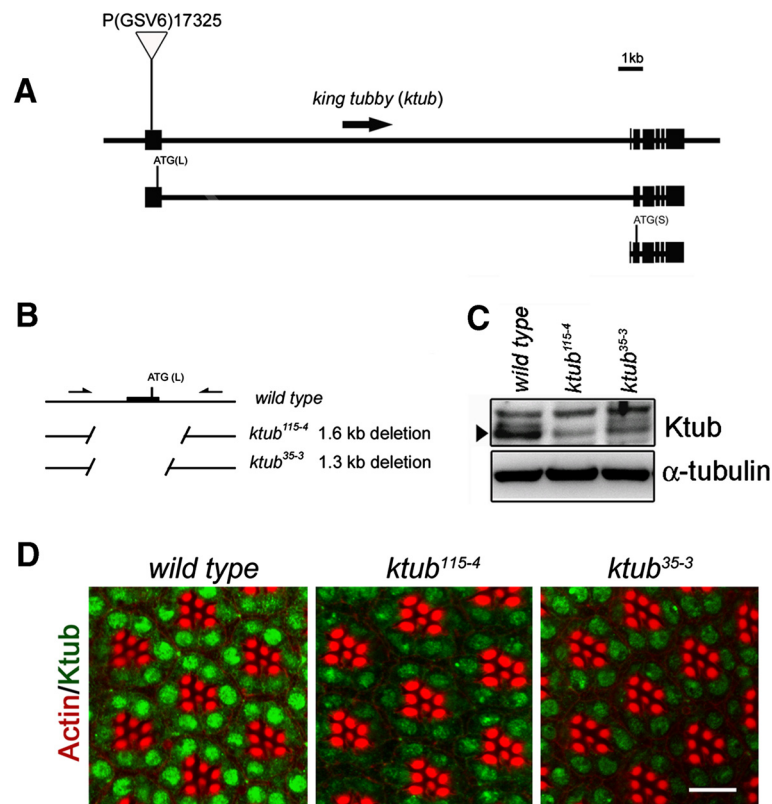 P(GSV6)17325
A
1kb
king tubby (ktub)
ATG(L)
ATG(S)
B
ATG (L)
wild type
ktub115-4 1.6 kb deletion
ktub35-3 1.3 kb deletion
C
wild type
ktub115-4
ktub35-3
Ktub
α-tubulin
D
wild type
ktub115-4
ktub35-3
Actin/Ktub